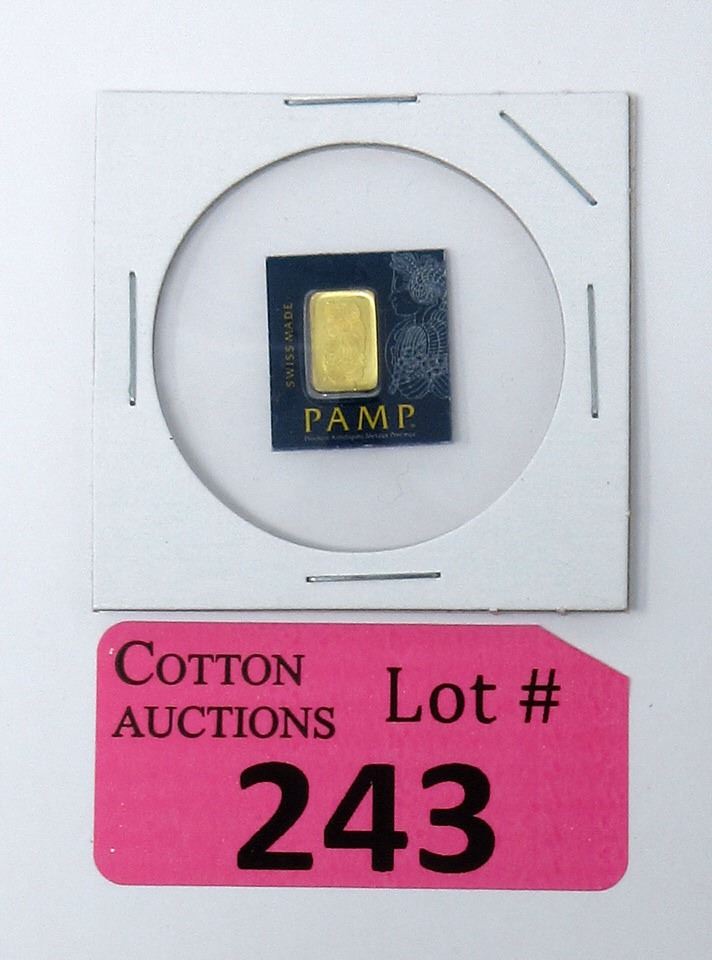 SWISS MADE
PAMP
COTTON
AUCTIONS
Lot #
243